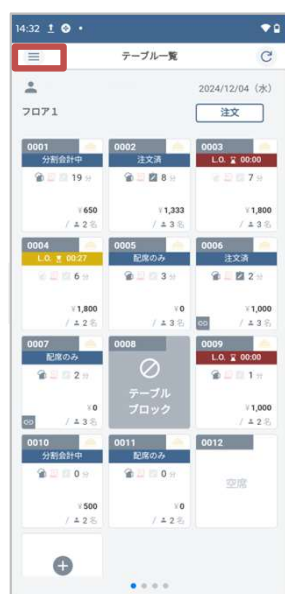 14:32
テーブル一覧
2024/12/04（水）
フロア1
注文
0001 0002 0003
分割会計中 注文済 L.O. 00:00
19 分 8 分 7 分
¥650 ¥1,333 ¥1,800
/ 2 名 / 3 名 / 3 名
0004 0005 0006
L.O. 00:27 配席のみ 注文済
6 分 3 分 2 分
¥1,800 ¥0 ¥1,000
/ 2 名 / 3 名 / 3 名
0007 0008 0009
配席のみ L.O. 00:00
2 分 テーブル 1 分
ブロック
¥0 ¥1,000
/ 3 名 / 2 名
0010 0011 0012
分割会計中 配席のみ
0 分 0 分 空席
¥500 ¥0
/ 2 名 / 2 名